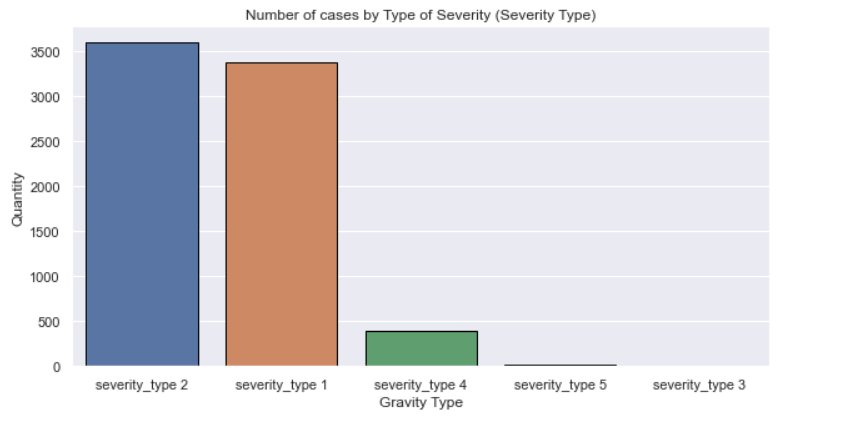 Number of cases by Type of Severity (Severity Type)
3500
3000
2500
2000
1500
1000
500
0
Quantity
severity_type 2 severity_type 1 severity_type 4 severity_type 5 severity_type 3
Gravity Type